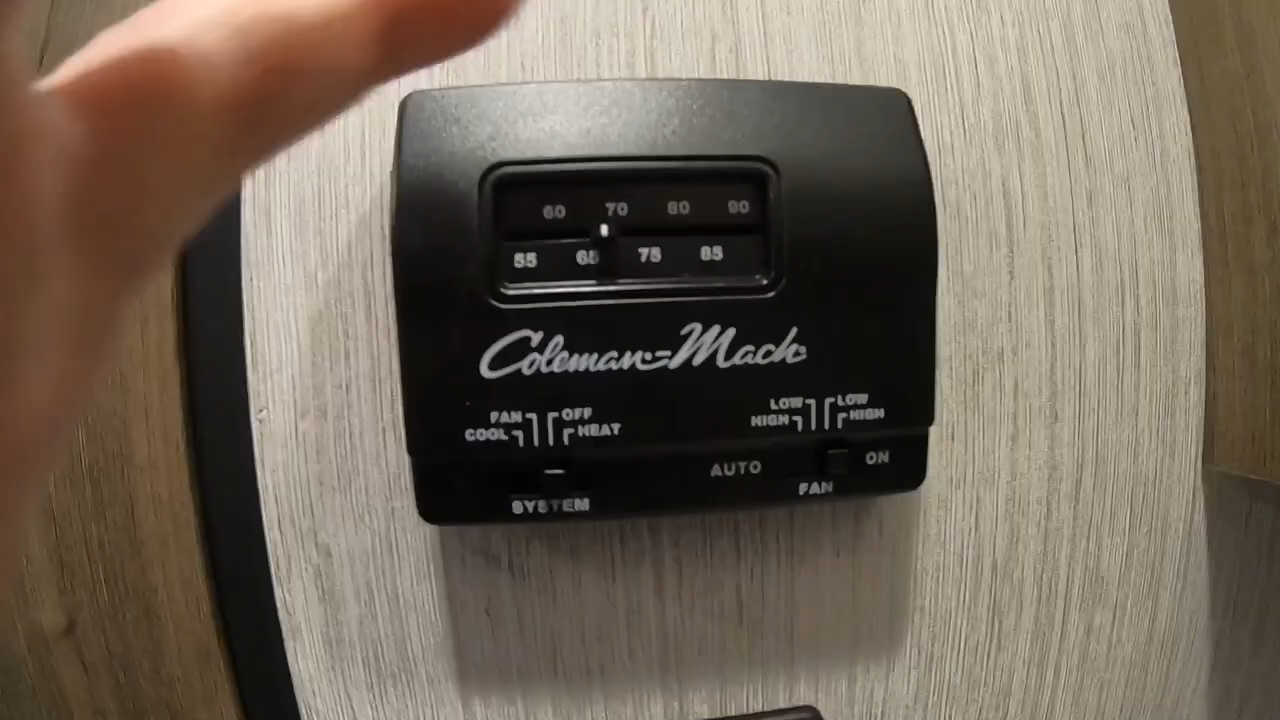 60 70 80 90
55 65 75 85
Coleman-Mach
FAN OFF
COOL HEAT
LOW LOW
HIGH HIGH
AUTO ON
SYSTEM
FAN